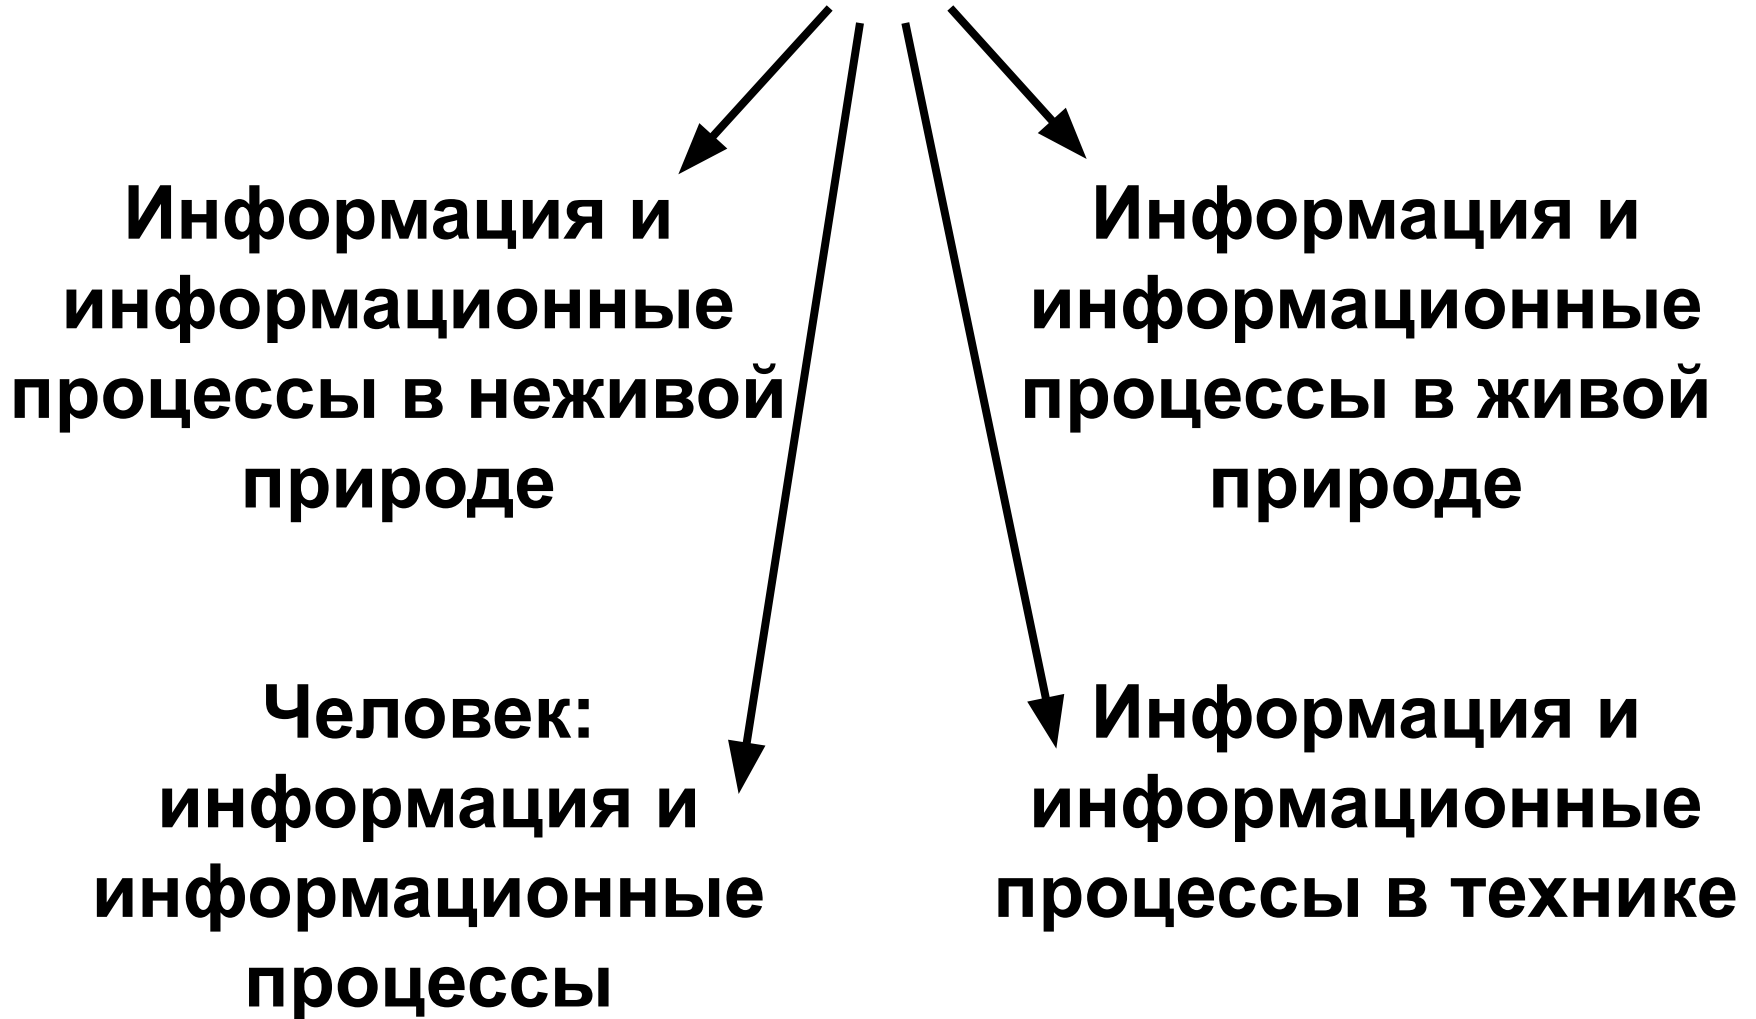 Информация и
информационные
процессы в неживой
природе
Информация и
информационные
процессы в живой
природе
Человек:
информация и
информационные
процессы
Информация и
информационные
процессы в технике